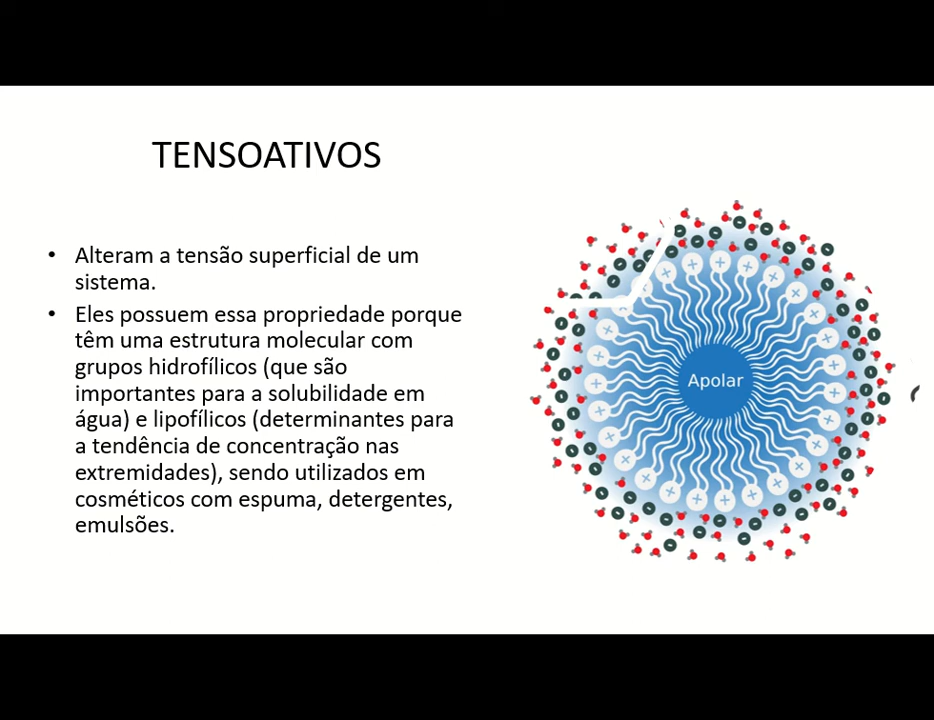 TENSOATIVOS
• Alteram a tensão superficial de um
sistema.
• Eles possuem essa propriedade porque
têm uma estrutura molecular com
grupos hidrofílicos (que são
importantes para a solubilidade em
água) e lipofílicos (determinantes para
a tendência de concentração nas
extremidades), sendo utilizados em
cosméticos com espuma, detergentes,
emulsões.
Apolar